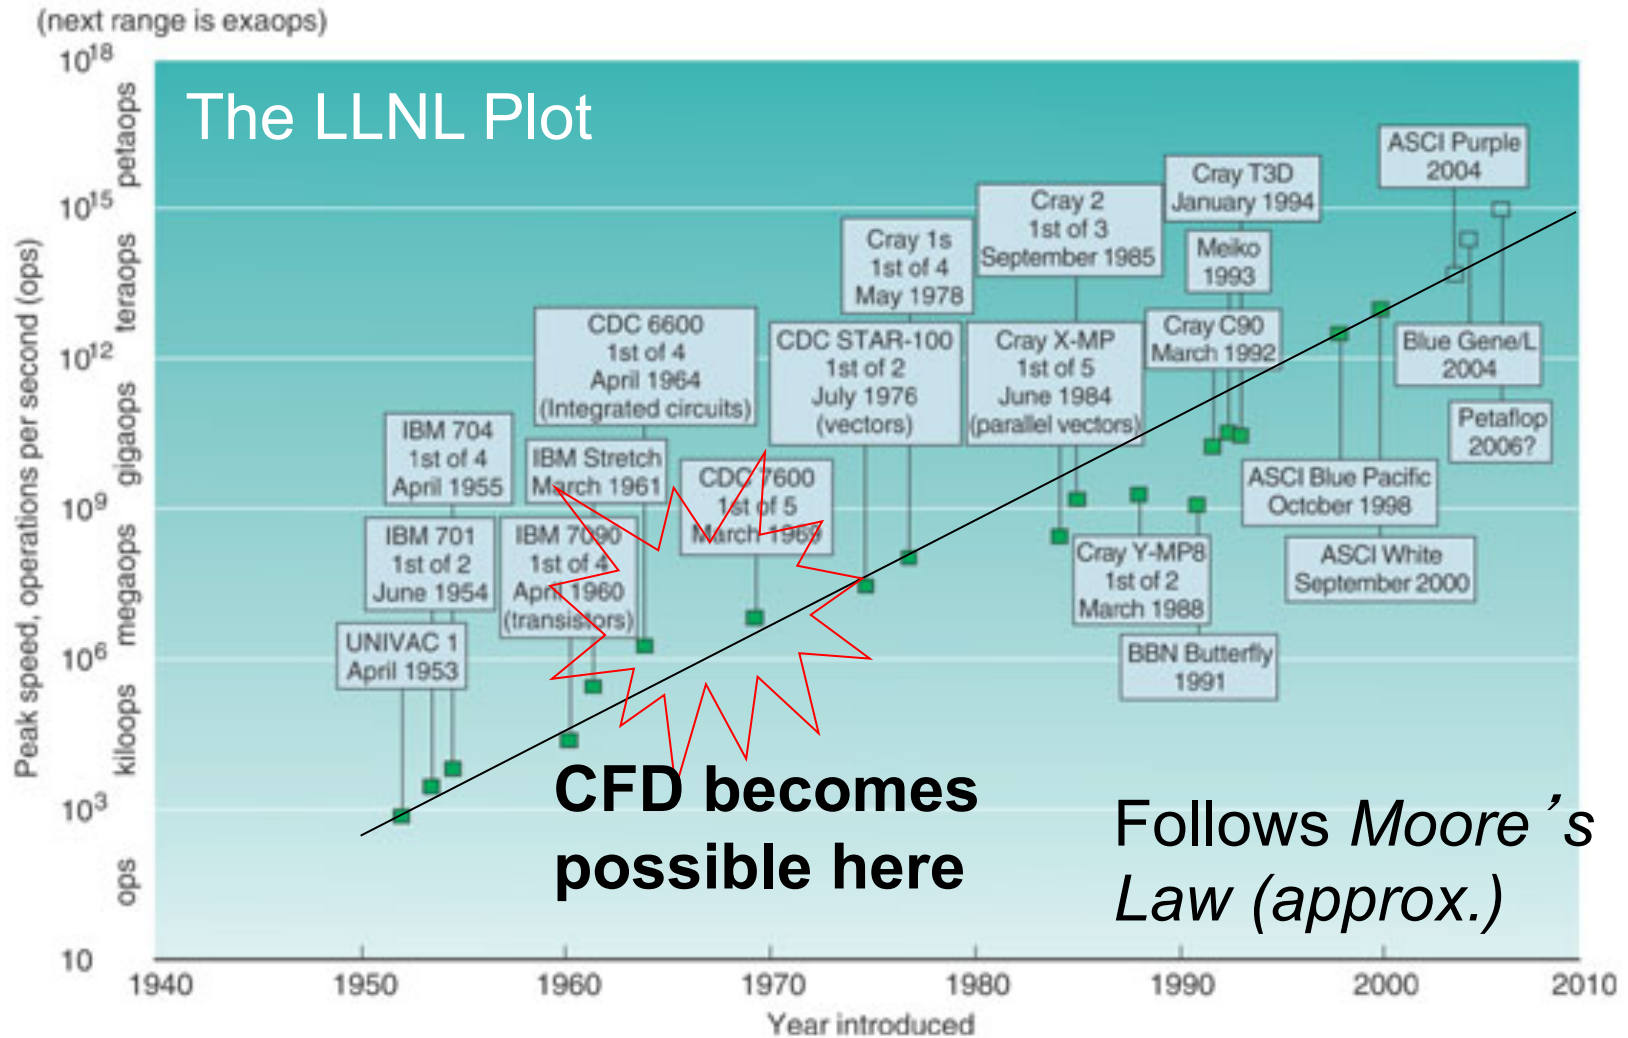 (next range is exaops)
The LLNL Plot
10^18
10^15
10^12
10^9
10^6
10^3
10
Peak speed, operations per second (ops)
petaops
teraops
gigaops
megaops
kiloops
ops
UNIVAC 1
April 1953
IBM 701
1st of 2
June 1954
IBM 704
1st of 4
April 1955
IBM 7090
1st of 4
April 1960
(transistors)
IBM Stretch
March 1961
CDC 6600
1st of 4
April 1964
(Integrated circuits)
CDC 7600
1st of 5
March 1969
CDC STAR-100
1st of 2
July 1976
(vectors)
Cray 1s
1st of 4
May 1978
Cray X-MP
1st of 5
June 1984
(parallel vectors)
Cray 2
1st of 3
September 1985
Cray Y-MP8
1st of 2
March 1988
BBN Butterfly
1991
Cray C90
March 1992
Meiko
1993
Cray T3D
January 1994
ASCI Blue Pacific
October 1998
ASCI White
September 2000
ASCI Purple
2004
Blue Gene/L
2004
Petaflop
2006?
CFD becomes
possible here
Follows Moore´s
Law (approx.)
1940
1950
1960
1970
1980
1990
2000
2010
Year introduced